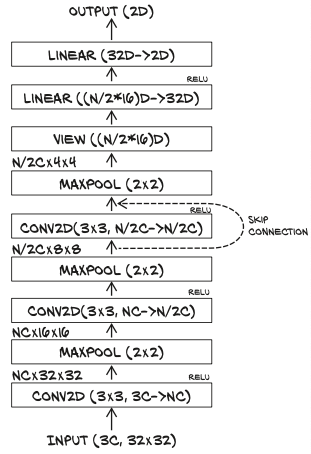 OUTPUT (2D)
LINEAR (32D->2D)
RELU
LINEAR ((N/2*16)D->32D)
VIEW ((N/2*16)D)
N/2CX4X4
MAXPOOL (2X2)
RELU
CONV2D(3X3, N/2C->N/2C)
SKIP
CONNECTION
N/2CX8X8
MAXPOOL (2X2)
RELU
CONV2D(3X3, NC->N/2C)
NCX16X16
MAXPOOL (2X2)
NCX32X32
RELU
CONV2D (3X3, 3C->NC)
INPUT (3C, 32X32)